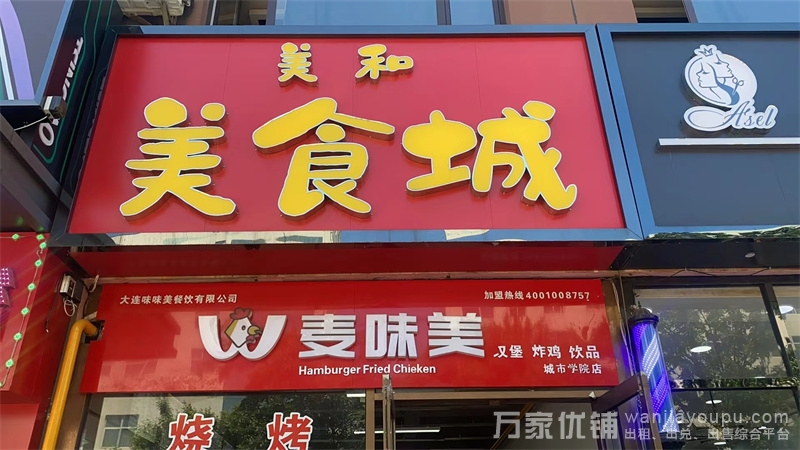 美和
美食城
A'sel
大连味味美餐饮有限公司
加盟热线4001008757
麦味美
Hamburger Fried Chieken
汉堡 炸鸡 饮品
城市学院店
烧烤
万家优铺
wanjiayoupu.com
出租、出兑、出售综合平台